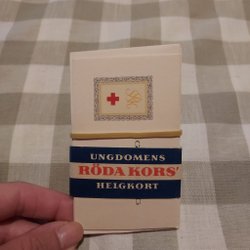 UNGDOMENS
RÖDA KORS'
HELGKORT